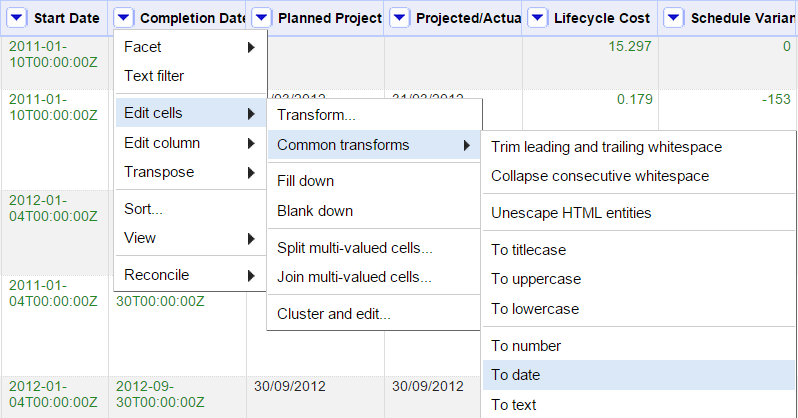 Start Date
Completion Date
Planned Project
Projected/Actua
Lifecycle Cost
Schedule Varian
2011-01-
10T00:00:00Z
15.297
0
2011-01-
10T00:00:00Z
31/03/2012
0.179
-153
2012-01-
04T00:00:00Z
2011-01-
04T00:00:00Z
30T00:00:00Z
2012-01-
04T00:00:00Z
2012-09-
30T00:00:00Z
30/09/2012
30/09/2012
Facet
Text filter
Edit cells
Edit column
Transpose
Sort...
View
Reconcile
Transform...
Common transforms
Fill down
Blank down
Split multi-valued cells...
Join multi-valued cells...
Cluster and edit...
Trim leading and trailing whitespace
Collapse consecutive whitespace
Unescape HTML entities
To titlecase
To uppercase
To lowercase
To number
To date
To text